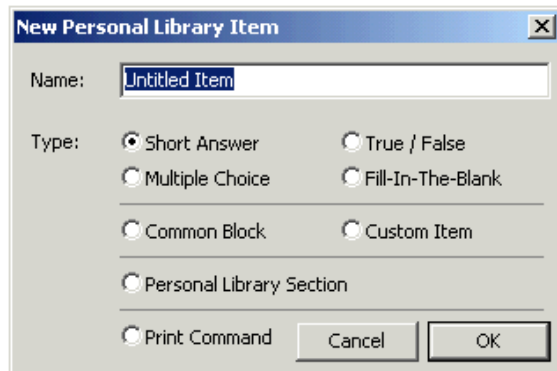 New Personal Library Item
Name: Untitled Item
Type: Short Answer True / False
Multiple Choice Fill-In-The-Blank
Common Block Custom Item
Personal Library Section
Print Command Cancel OK